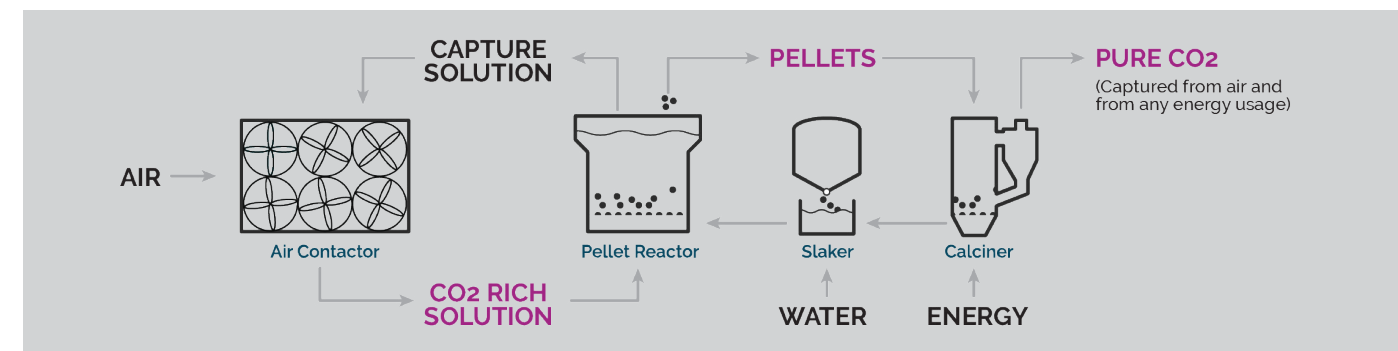 CAPTURE
SOLUTION
PELLETS
PURE CO2
(Captured from air and
from any energy usage)
AIR
Air Contactor
Pellet Reactor
Slaker
Calciner
CO2 RICH
SOLUTION
WATER
ENERGY